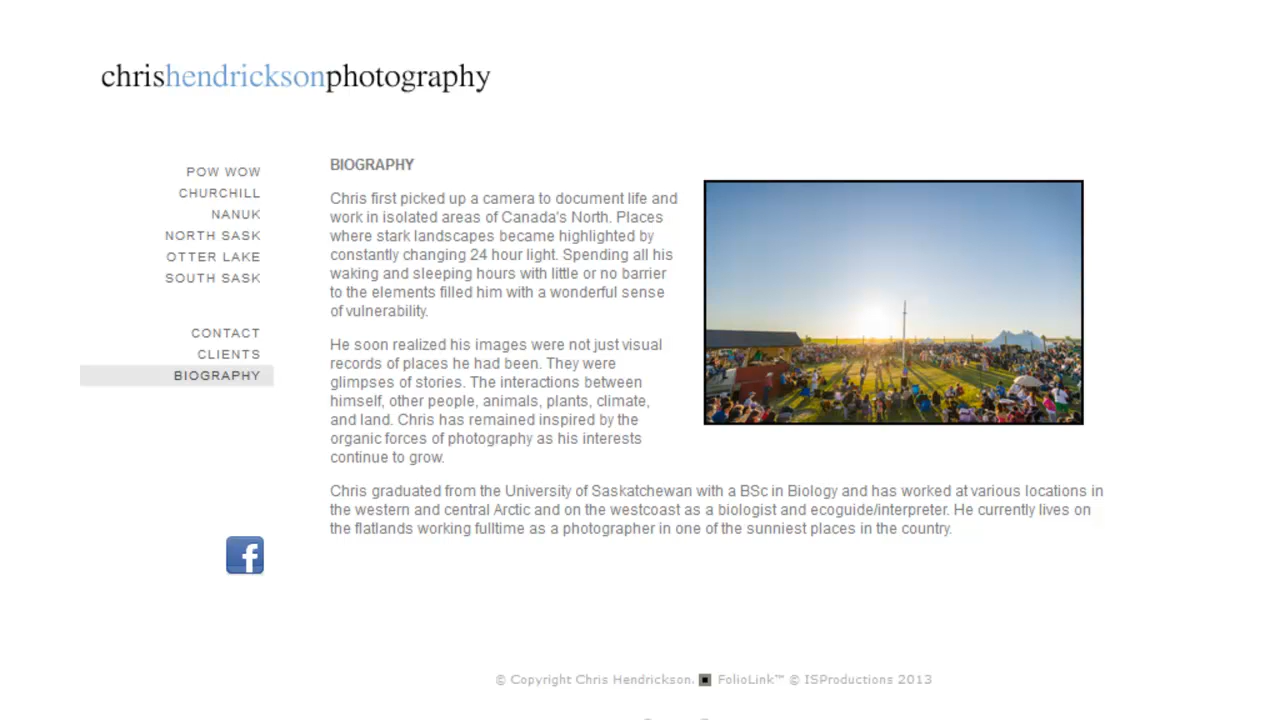 chrishendricksonphotography
POW WOW
CHURCHILL
NANUK
NORTH SASK
OTTER LAKE
SOUTH SASK
CONTACT
CLIENTS
BIOGRAPHY
BIOGRAPHY
Chris first picked up a camera to document life and
work in isolated areas of Canada's North. Places
where stark landscapes became highlighted by
constantly changing 24 hour light. Spending all his
waking and sleeping hours with little or no barrier
to the elements filled him with a wonderful sense
of vulnerability.
He soon realized his images were not just visual
records of places he had been. They were
glimpses of stories. The interactions between
himself, other people, animals, plants, climate,
and land. Chris has remained inspired by the
organic forces of photography as his interests
continue to grow.
Chris graduated from the University of Saskatchewan with a BSc in Biology and has worked at various locations in
the western and central Arctic and on the westcoast as a biologist and ecoguide/interpreter. He currently lives on
the flatlands working fulltime as a photographer in one of the sunniest places in the country.
f
© Copyright Chris Hendrickson. FolioLink™ © ISProductions 2013